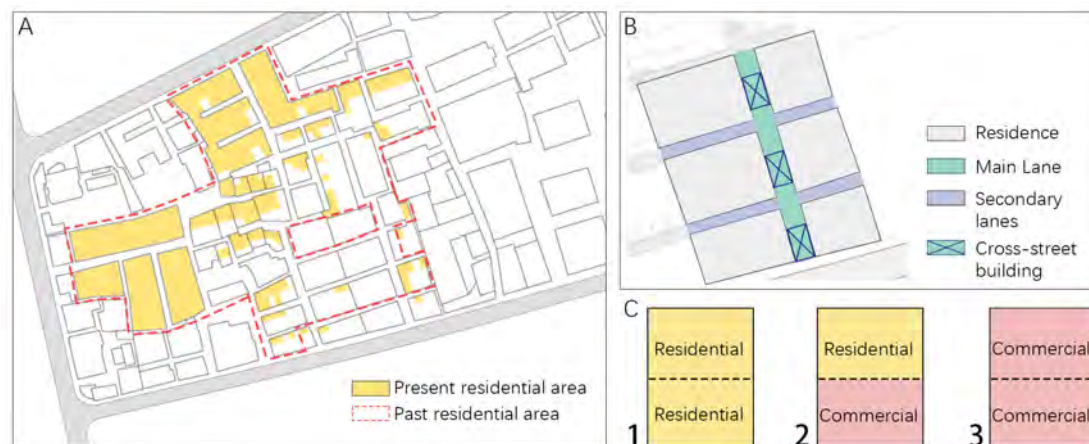 A
Present residential area
Past residential area
B
Residence
Main Lane
Secondary
lanes
Cross-street
building
C
Residential
Residential
1
Residential
Commercial
2
Commercial
Commercial
3